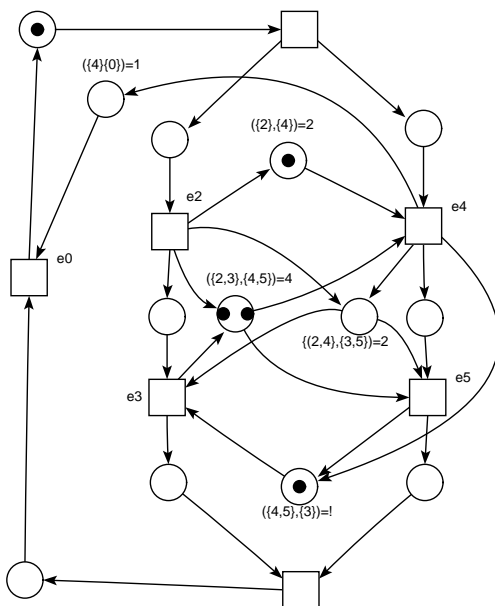 ({4}{0})=1
({2},{4})=2
e2
e4
e0
({2,3},{4,5})=4
{(2,4},{3,5})=2
e3
e5
({4,5},{3})=!